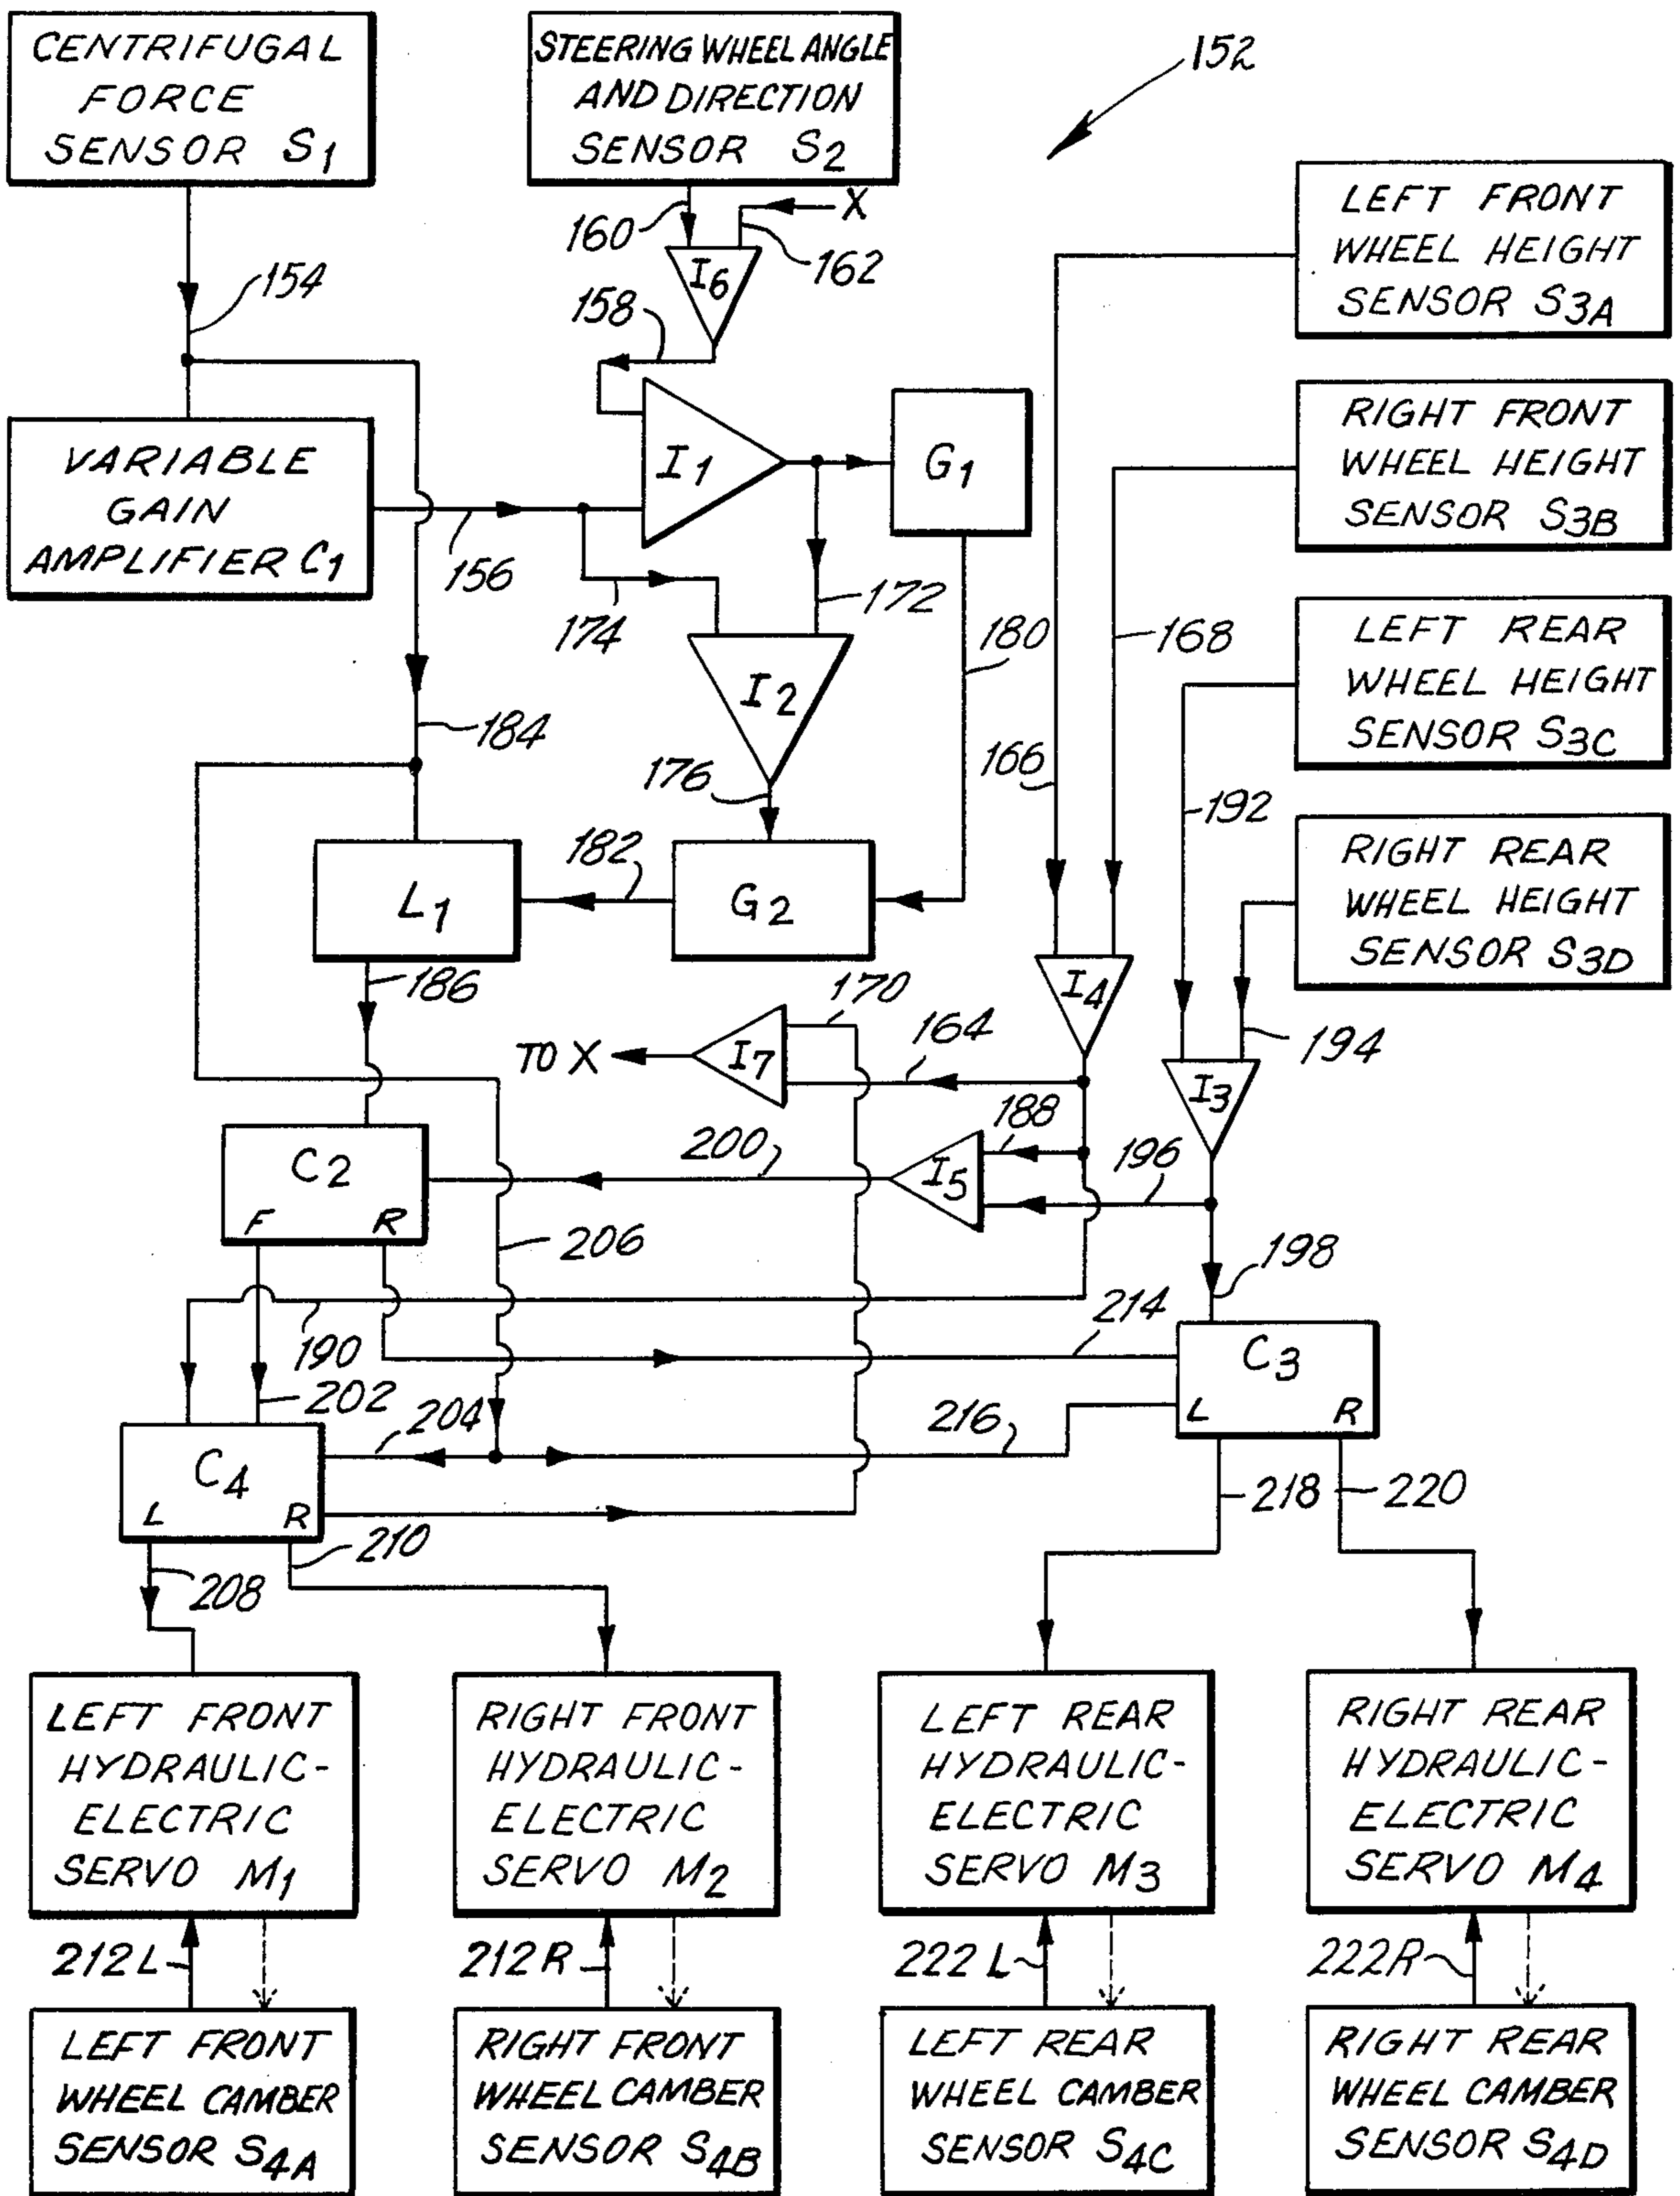 CENTRIFUGAL
FORCE
SENSOR S1
STEERING WHEEL ANGLE
AND DIRECTION
SENSOR S2
152
X
160
162
I6
158
154
LEFT FRONT
WHEEL HEIGHT
SENSOR S3A
RIGHT FRONT
WHEEL HEIGHT
SENSOR S3B
VARIABLE
GAIN
AMPLIFIER C1
I1
G1
156
174
172
180
168
LEFT REAR
WHEEL HEIGHT
SENSOR S3C
I2
184
176
166
192
RIGHT REAR
WHEEL HEIGHT
SENSOR S3D
182
L1
G2
186
170
164
I4
194
TO X
I7
I3
188
200
196
C2
F R
I5
206
198
190
214
C3
L R
202
204
216
C4
L R
210
218
220
208
LEFT FRONT
HYDRAULIC-
ELECTRIC
SERVO M1
RIGHT FRONT
HYDRAULIC-
ELECTRIC
SERVO M2
LEFT REAR
HYDRAULIC-
ELECTRIC
SERVO M3
RIGHT REAR
HYDRAULIC-
ELECTRIC
SERVO M4
212L
212R
222L
222R
LEFT FRONT
WHEEL CAMBER
SENSOR S4A
RIGHT FRONT
WHEEL CAMBER
SENSOR S4B
LEFT REAR
WHEEL CAMBER
SENSOR S4C
RIGHT REAR
WHEEL CAMBER
SENSOR S4D